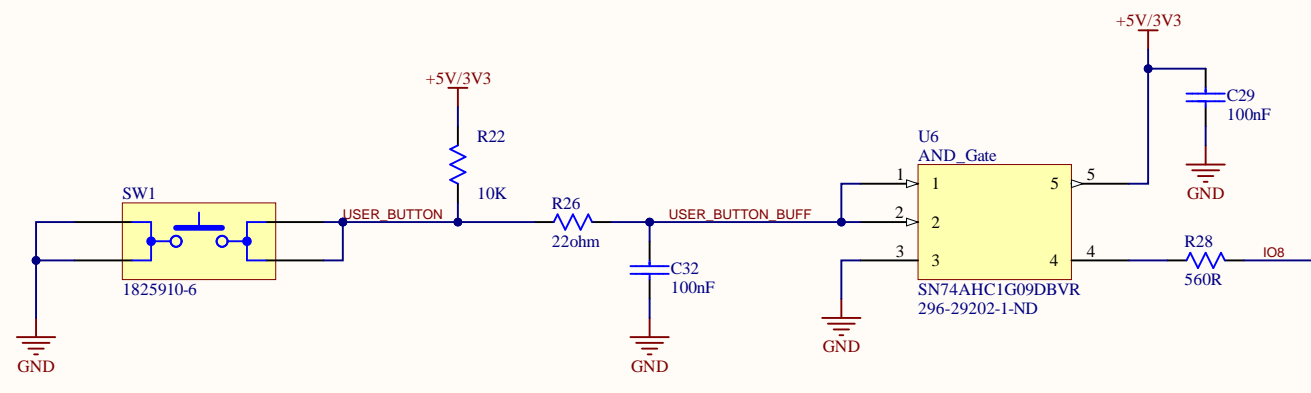 +5V/3V3
C29
100nF
GND
+5V/3V3
R22
10K
SW1
1825910-6
GND
USER_BUTTON
R26
22ohm
USER_BUTTON_BUFF
C32
100nF
GND
U6
AND_Gate
1 1
2 2
3 3
5 5
4 4
SN74AHC1G09DBVR
296-29202-1-ND
GND
R28
560R
IO8